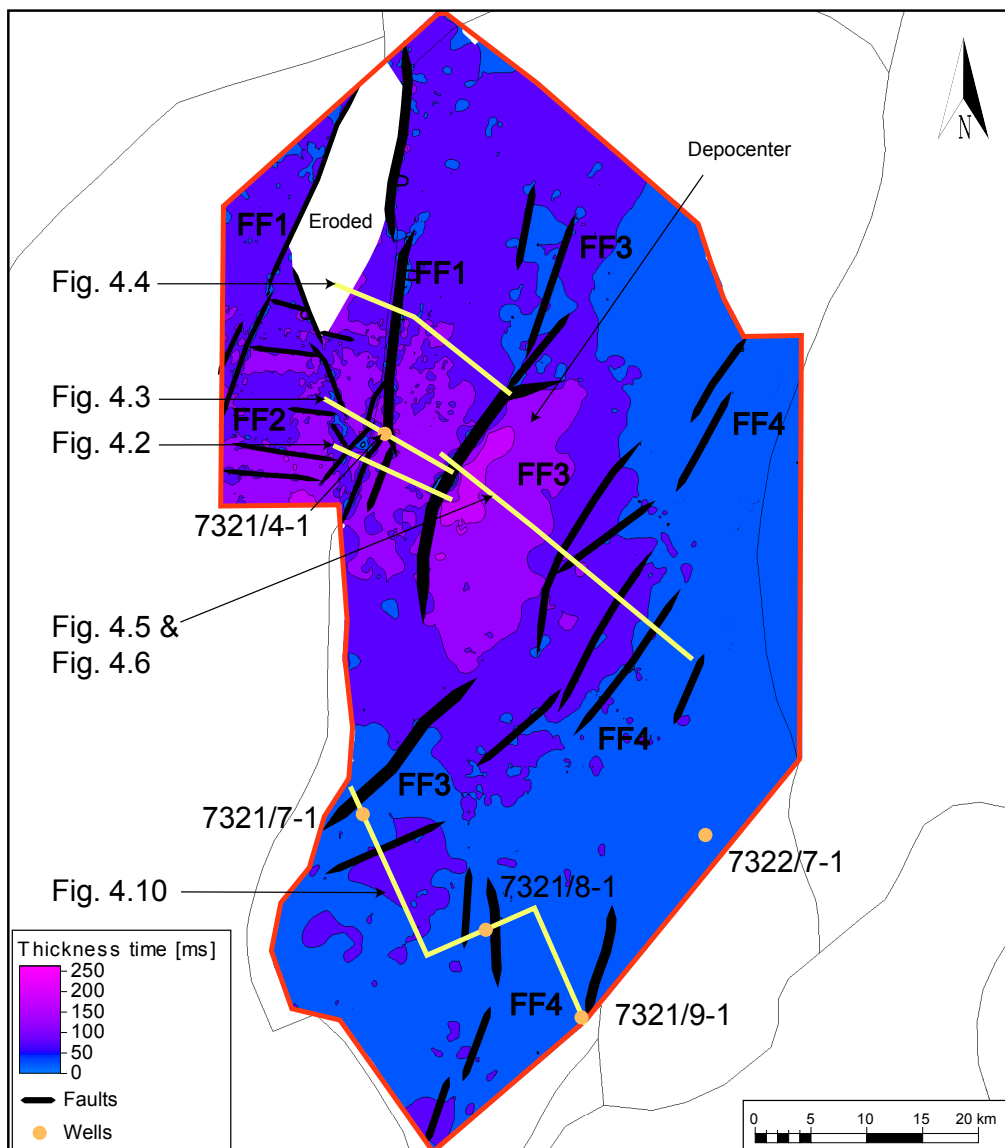 N
Depocenter
FF1
Eroded
FF3
FF1
Fig. 4.4
Fig. 4.3
FF2
Fig. 4.2
FF4
FF3
7321/4-1
Fig. 4.5 &
Fig. 4.6
FF4
FF3
7321/7-1
7322/7-1
Fig. 4.10
7321/8-1
FF4
7321/9-1
Thickness time [ms]
250
200
150
100
50
0
Faults
Wells
0 5 10 15 20 km